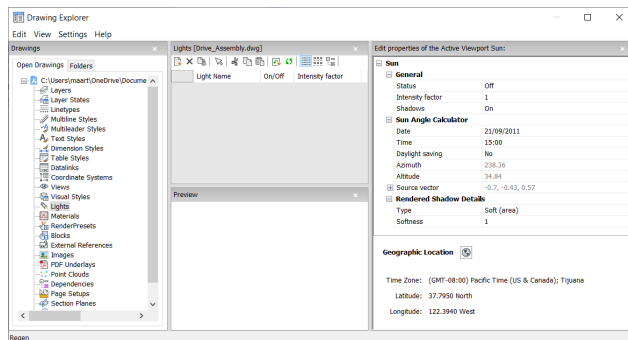 Drawing Explorer
Edit View Settings Help
Drawings
Open Drawings Folders
C:\Users\maart\OneDrive\Docume
Layers
Layer States
Linetypes
Multiline Styles
Multileader Styles
Text Styles
Dimension Styles
Table Styles
Datalinks
Coordinate Systems
Views
Visual Styles
Lights
Materials
RenderPresets
Blocks
External References
Images
PDF Underlays
Point Clouds
Dependencies
Page Setups
Section Planes
Lights [Drive_Assembly.dwg]
Light Name On/Off Intensity factor
Preview
Edit properties of the Active Viewport Sun:
Sun
General
Status Off
Intensity factor 1
Shadows On
Sun Angle Calculator
Date 21/09/2011
Time 15:00
Daylight saving No
Azimuth 238.36
Altitude 34.84
Source vector -0.7, -0.43, 0.57
Rendered Shadow Details
Type Soft (area)
Softness 1
Geographic Location
Time Zone: (GMT-08:00) Pacific Time (US & Canada); Tijuana
Latitude: 37.7950 North
Longitude: 122.3940 West
Regen